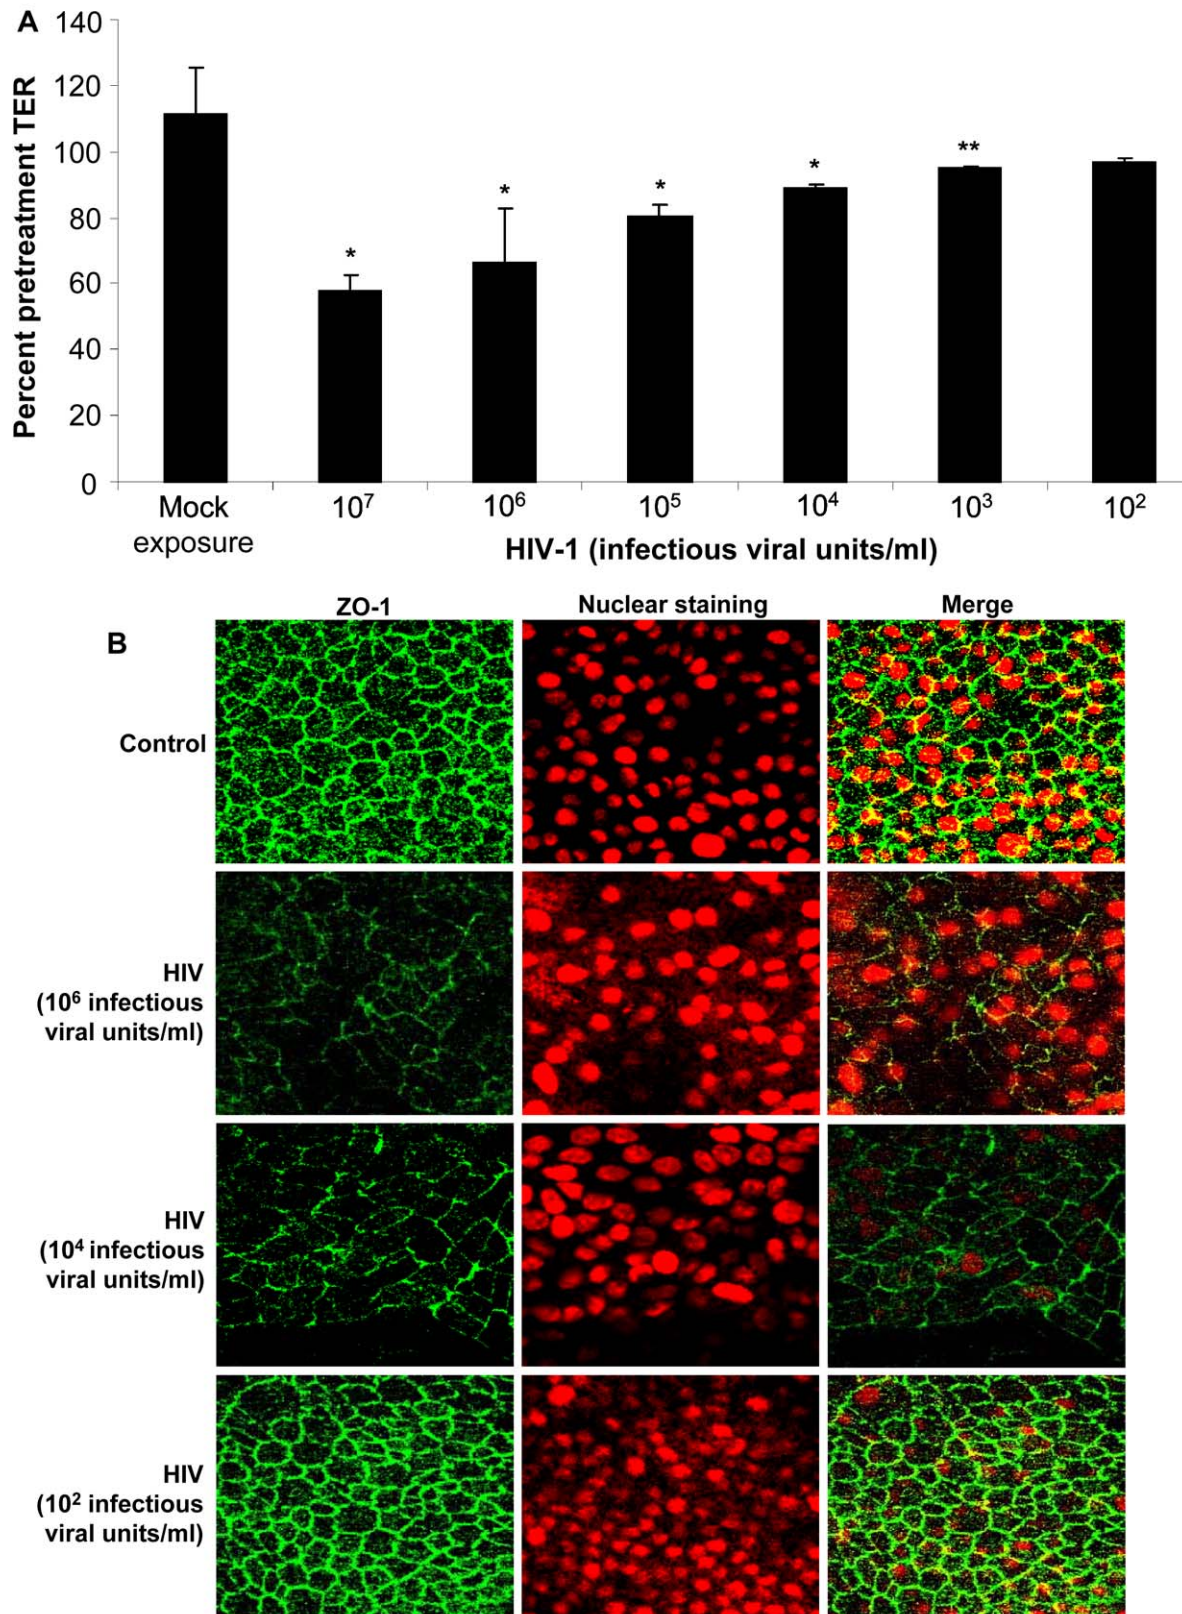 A
140
120
100
80
60
40
20
0
Percent pretreatment TER
*
*
*
*
**
Mock
exposure
10⁷
10⁶
10⁵
10⁴
10³
10²
HIV-1 (infectious viral units/ml)
B
ZO-1
Nuclear staining
Merge
Control
HIV
(10⁶ infectious
viral units/ml)
HIV
(10⁴ infectious
viral units/ml)
HIV
(10² infectious
viral units/ml)